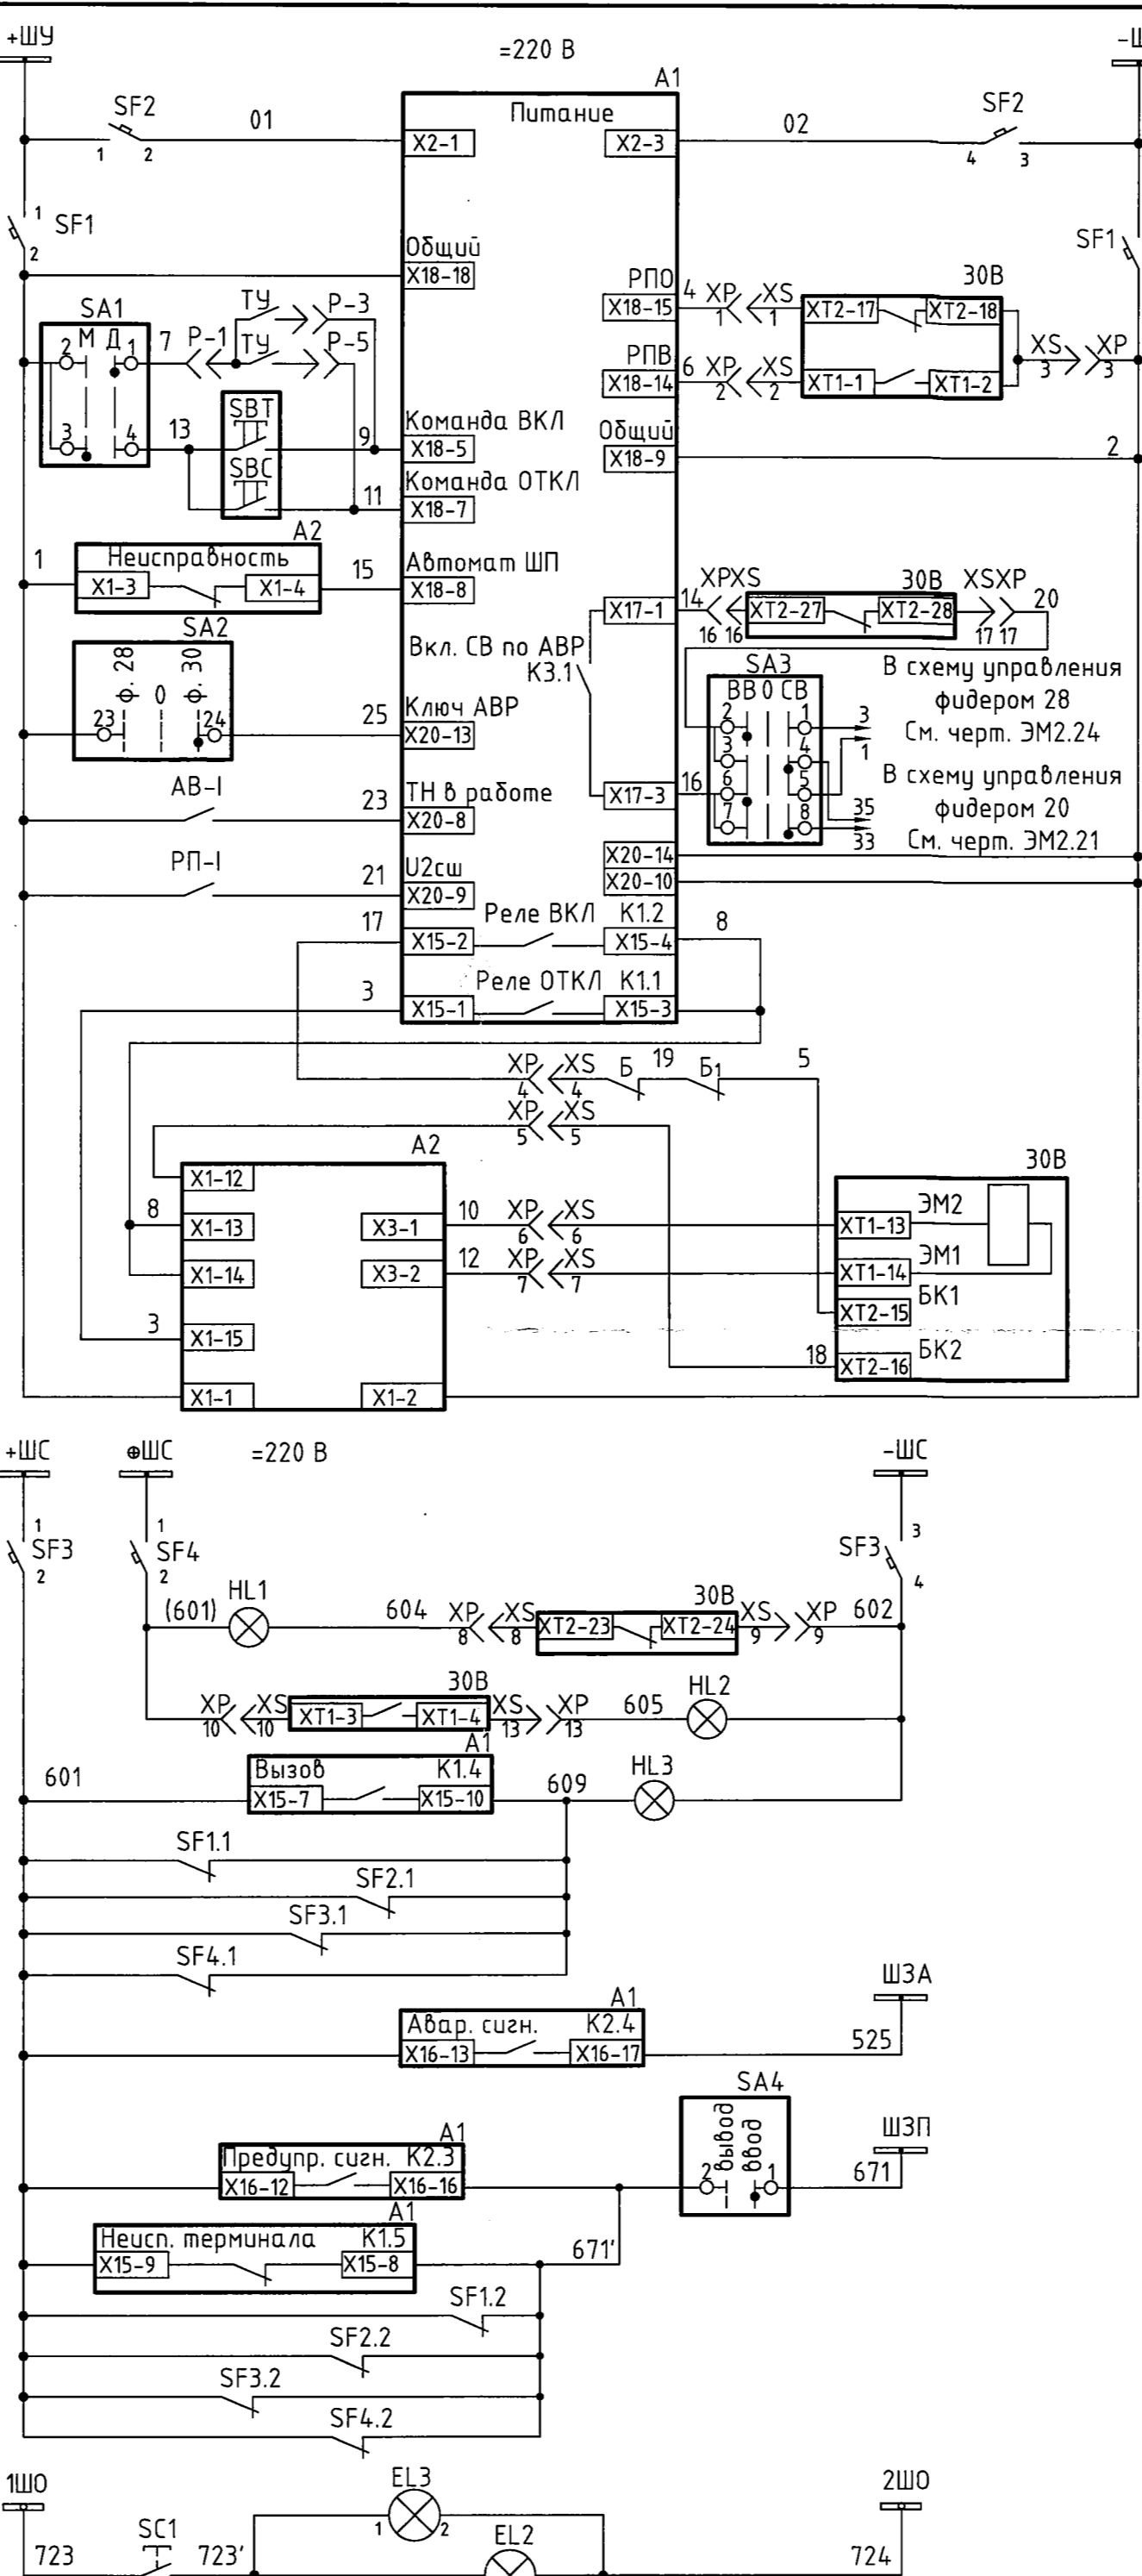 +ШУ =220 В -Ш
А1
SF2 01 Питание 02 SF2
1 2 X2-1 X2-3 4 3
1 SF1 2
Общий
X18-18
SF1
SA1 ТУ Р-3
2 М Д 1 7 Р-1 ТУ Р-5
РПО 4 XP XS 30В
X18-15 1 1 XT2-17 XT2-18
XS XP
3 3
РПВ 6 XP XS
X18-14 2 2 XT1-1 XT1-2
3 4 13 SBT 9 Команда ВКЛ
X18-5
Общий
X18-9 2
SBC 11 Команда ОТКЛ
X18-7
А2
1 Неисправность 15 Автомат ШП
X1-3 X1-4 X18-8
X17-1 14 XP XS 30В XS XP 20
16 16 XT2-27 XT2-28 17 17
Вкл. СВ по АВР
К3.1
SA2
ф. 28 0 ф. 30
23 24 25 Ключ АВР
X20-13
SA3
ВВ 0 СВ
2 1 3
3 4 1
6 5 35
7 8 33
В схему управления
фидером 28
См. черт. ЭМ2.24
В схему управления
фидером 20
См. черт. ЭМ2.21
X17-3 16
АВ-I 23 ТН в работе
X20-8
X20-14
X20-10
РП-I 21 U2сш
X20-9
17 Реле ВКЛ К1.2 8
X15-2 X15-4
3 Реле ОТКЛ К1.1
X15-1 X15-3
XP XS Б 19 Б1 5
4 4
XP XS
5 5
А2 30В
X1-12
8 X1-13 X3-1 10 XP XS XT1-13 ЭМ2
6 6
X1-14 X3-2 12 XP XS XT1-14 ЭМ1
7 7
XT2-15 БК1
3 X1-15
18 XT2-16 БК2
X1-1 X1-2
+ШС ⊕ШС =220 В -ШС
1 SF3 2
1 SF4 2
SF3 3 4
(601) HL1 604 XP XS 30В XS XP 602
8 8 XT2-23 XT2-24 9 9
XP XS 30В XS XP 605 HL2
10 10 XT1-3 XT1-4 13 13
А1
601 Вызов К1.4 609 HL3
X15-7 X15-10
SF1.1
SF2.1
SF3.1
SF4.1
ШЗА
А1
Авар. сигн. К2.4
X16-13 X16-17 525
SA4
2 вывод ввод 1
ШЗП
671
А1
Предупр. сигн. К2.3
X16-12 X16-16
А1
Неисп. терминала К1.5
X15-9 X15-8 671'
SF1.2
SF2.2
SF3.2
SF4.2
1ШО EL3 2ШО
1 2
723 SC1 723' EL2 724